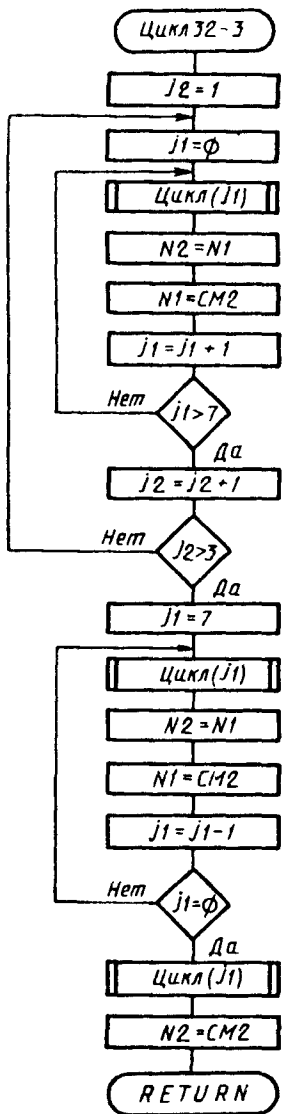 Цикл 32-3
j2=1
j1=φ
Цикл(j1)
N2=N1
N1=CM2
j1=j1+1
Нет
j1>7
Да
j2=j2+1
Нет
j2>3
Да
j1=7
Цикл(j1)
N2=N1
N1=CM2
j1=j1-1
Нет
j1=φ
Да
Цикл(j1)
N2=CM2
RETURN